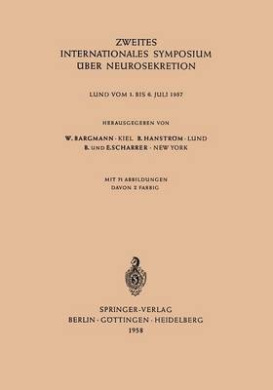 ZWEITES
INTERNATIONALES SYMPOSIUM
ÜBER NEUROSEKRETION
LUND VOM 1. BIS 6. JULI 1957
HERAUSGEGEBEN VON
W. BARGMANN · KIEL B. HANSTRÖM · LUND
B. UND E. SCHARRER · NEW YORK
MIT 71 ABBILDUNGEN
DAVON 2 FARBIG
SPRINGER-VERLAG
BERLIN · GÖTTINGEN · HEIDELBERG
1958